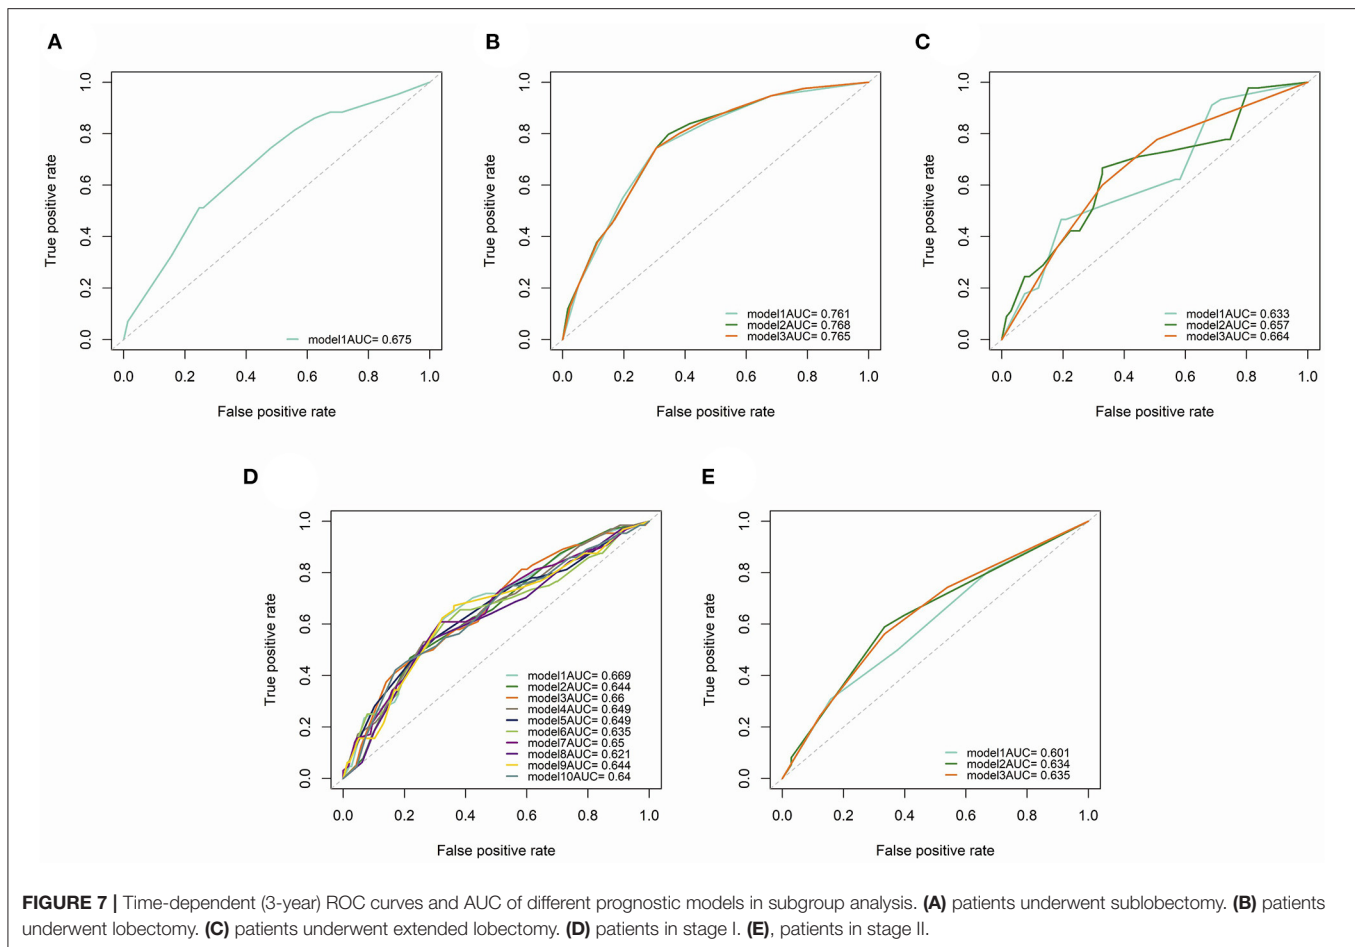 A
True positive rate
1.0
0.8
0.6
0.4
0.2
0.0
model1AUC= 0.675
0.0 0.2 0.4 0.6 0.8 1.0
False positive rate
B
True positive rate
1.0
0.8
0.6
0.4
0.2
0.0
model1AUC= 0.761
model2AUC= 0.768
model3AUC= 0.765
0.0 0.2 0.4 0.6 0.8 1.0
False positive rate
C
True positive rate
1.0
0.8
0.6
0.4
0.2
0.0
model1AUC= 0.633
model2AUC= 0.657
model3AUC= 0.664
0.0 0.2 0.4 0.6 0.8 1.0
False positive rate
D
True positive rate
1.0
0.8
0.6
0.4
0.2
0.0
model1AUC= 0.669
model2AUC= 0.644
model3AUC= 0.66
model4AUC= 0.649
model5AUC= 0.649
model6AUC= 0.635
model7AUC= 0.65
model8AUC= 0.621
model9AUC= 0.644
model10AUC= 0.64
0.0 0.2 0.4 0.6 0.8 1.0
False positive rate
E
True positive rate
1.0
0.8
0.6
0.4
0.2
0.0
model1AUC= 0.601
model2AUC= 0.634
model3AUC= 0.635
0.0 0.2 0.4 0.6 0.8 1.0
False positive rate
FIGURE 7 | Time-dependent (3-year) ROC curves and AUC of different prognostic models in subgroup analysis. (A) patients underwent sublobectomy. (B) patients
underwent lobectomy. (C) patients underwent extended lobectomy. (D) patients in stage I. (E), patients in stage II.